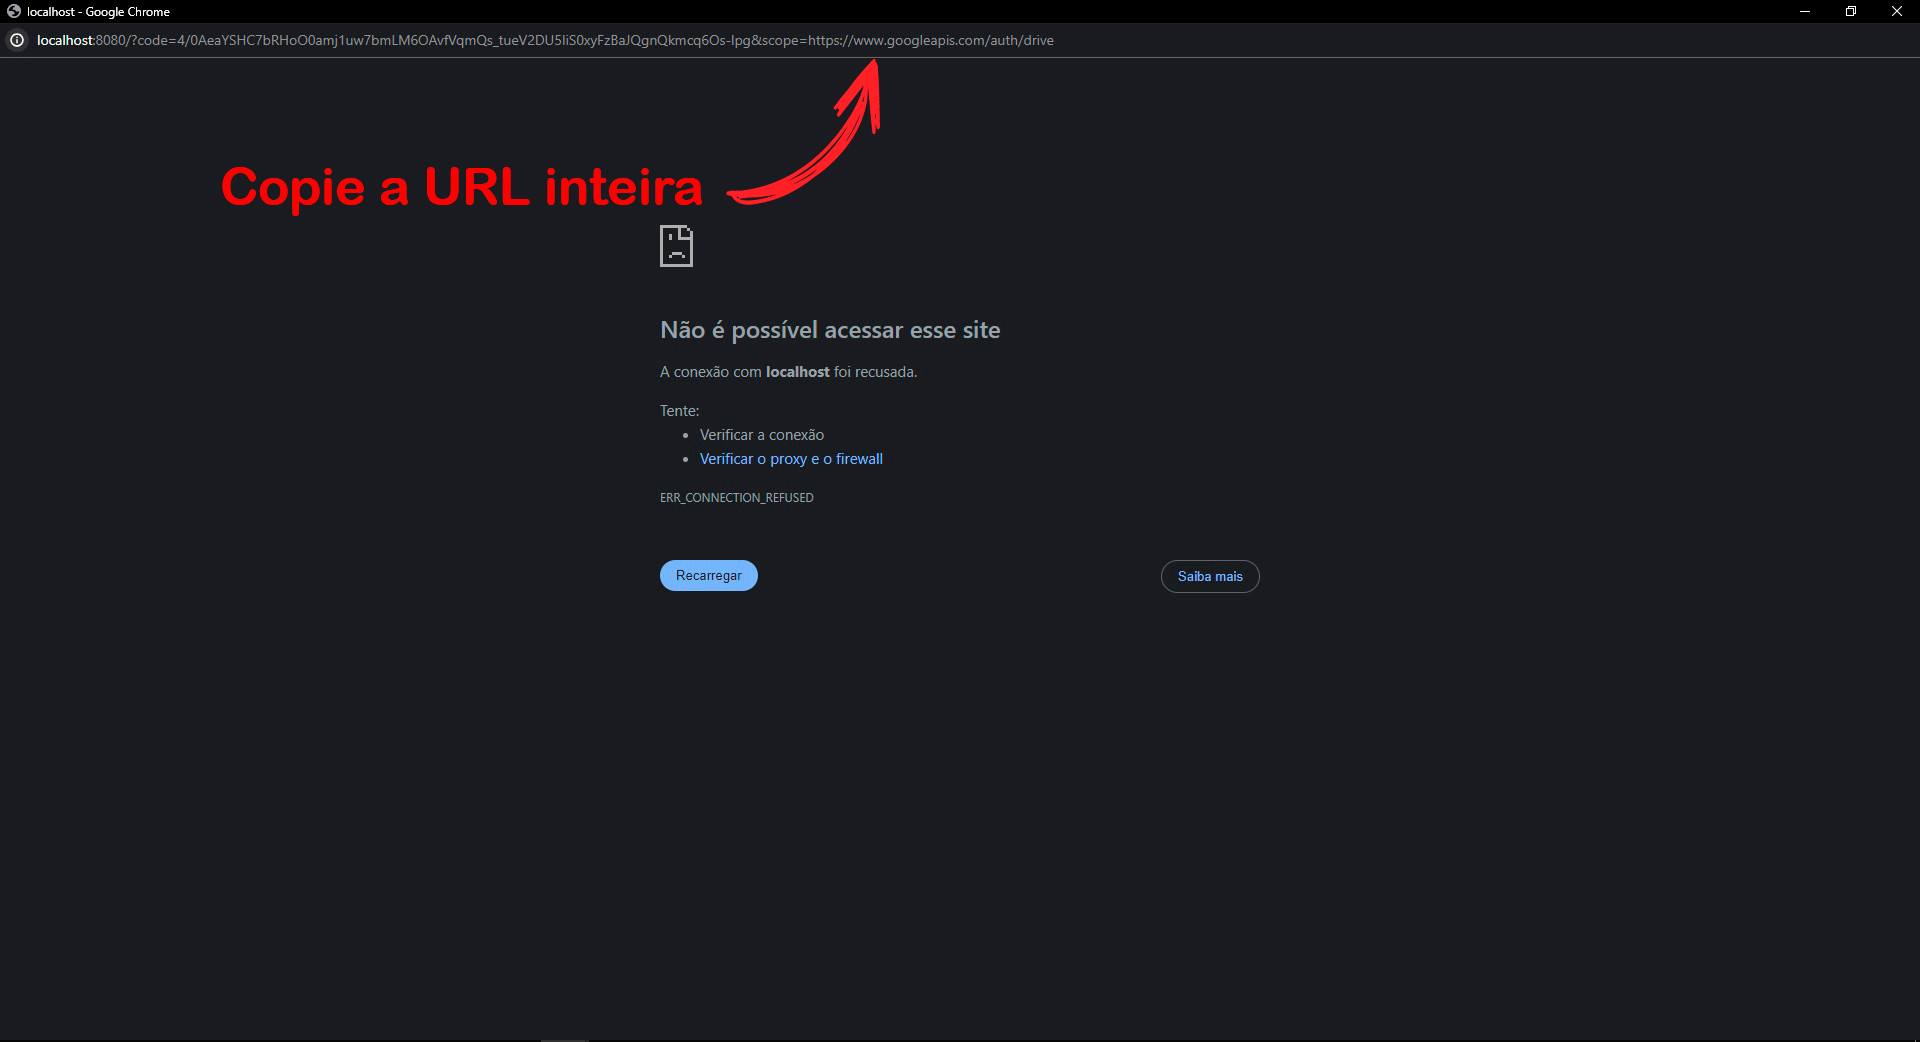 localhost - Google Chrome
localhost:8080/?code=4/0AeaYSHC7bRHoO0amj1uw7bmLM6OAvfVqmQs_tueV2DU5IiS0xyFzBaJQgnQkmcq6Os-lpg&scope=https://www.googleapis.com/auth/drive
Copie a URL inteira
Não é possível acessar esse site
A conexão com localhost foi recusada.
Tente:
• Verificar a conexão
• Verificar o proxy e o firewall
ERR_CONNECTION_REFUSED
Recarregar
Saiba mais